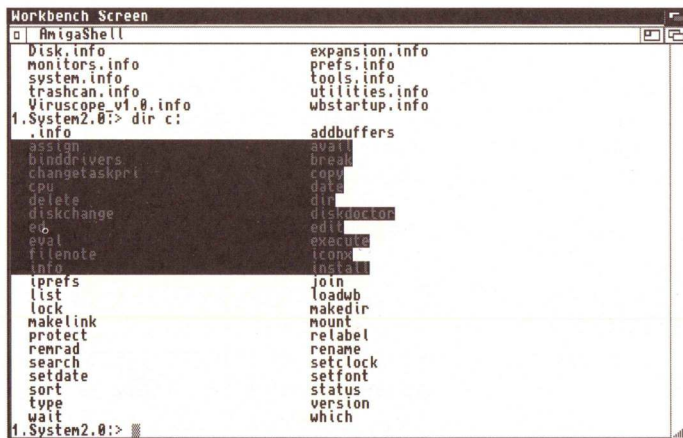 Workbench Screen
AmigaShell
Disk.info expansion.info
monitors.info prefs.info
system.info tools.info
trashcan.info utilities.info
Viruscope_v1.0.info wbstartup.info
1.System2.0:> dir c:
.info addbuffers
assign avail
binddrivers break
changetaskpri copy
cpu date
delete dir
diskchange diskdoctor
ed edit
eval execute
filenote iconx
info install
iprefs join
list loadwb
lock makedir
makelink mount
protect relabel
remrad rename
search setclock
setdate setfont
sort status
type version
wait which
1.System2.0:>